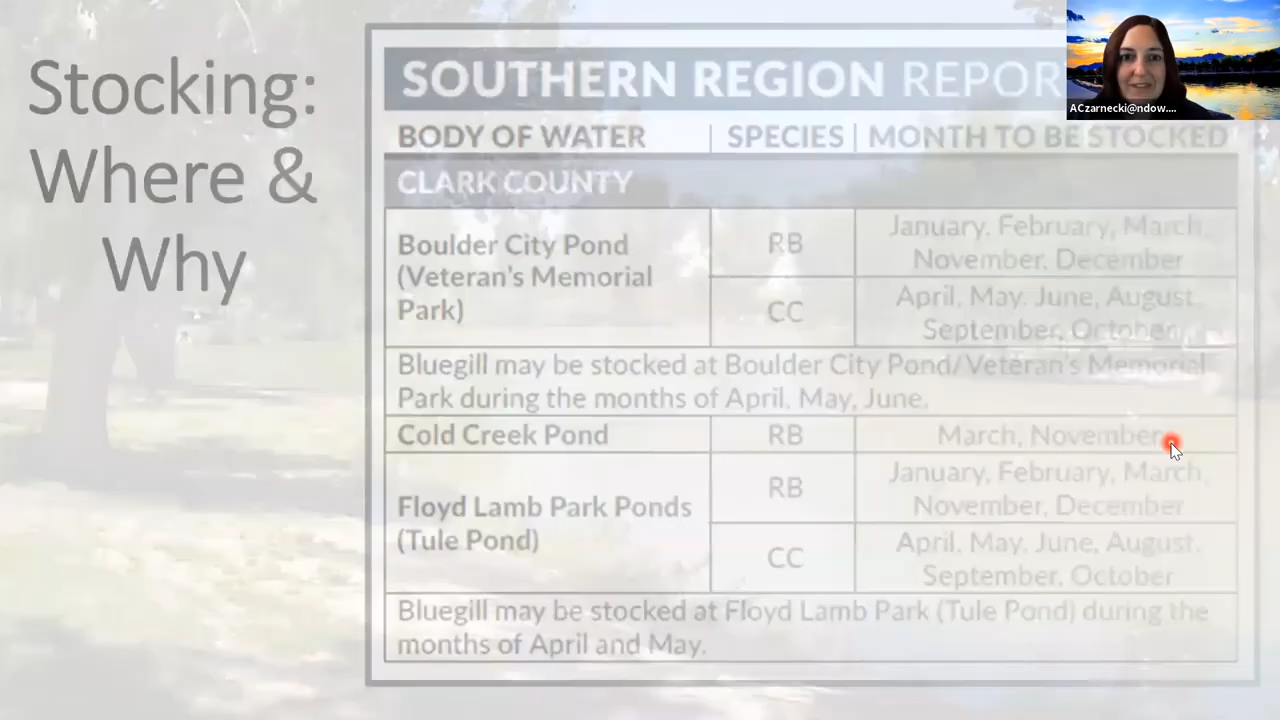 Stocking:
Where &
Why
SOUTHERN REGION REPOR
ACzarnecki@ndow....
BODY OF WATER | SPECIES | MONTH TO BE STOCKED
CLARK COUNTY
Boulder City Pond
(Veteran's Memorial
Park)
RB
January, February, March,
November, December
CC
April, May, June, August,
September, October
Bluegill may be stocked at Boulder City Pond/Veteran's Memorial
Park during the months of April, May, June.
Cold Creek Pond
RB
March, November
Floyd Lamb Park Ponds
(Tule Pond)
RB
January, February, March,
November, December
CC
April, May, June, August,
September, October
Bluegill may be stocked at Floyd Lamb Park (Tule Pond) during the
months of April and May.